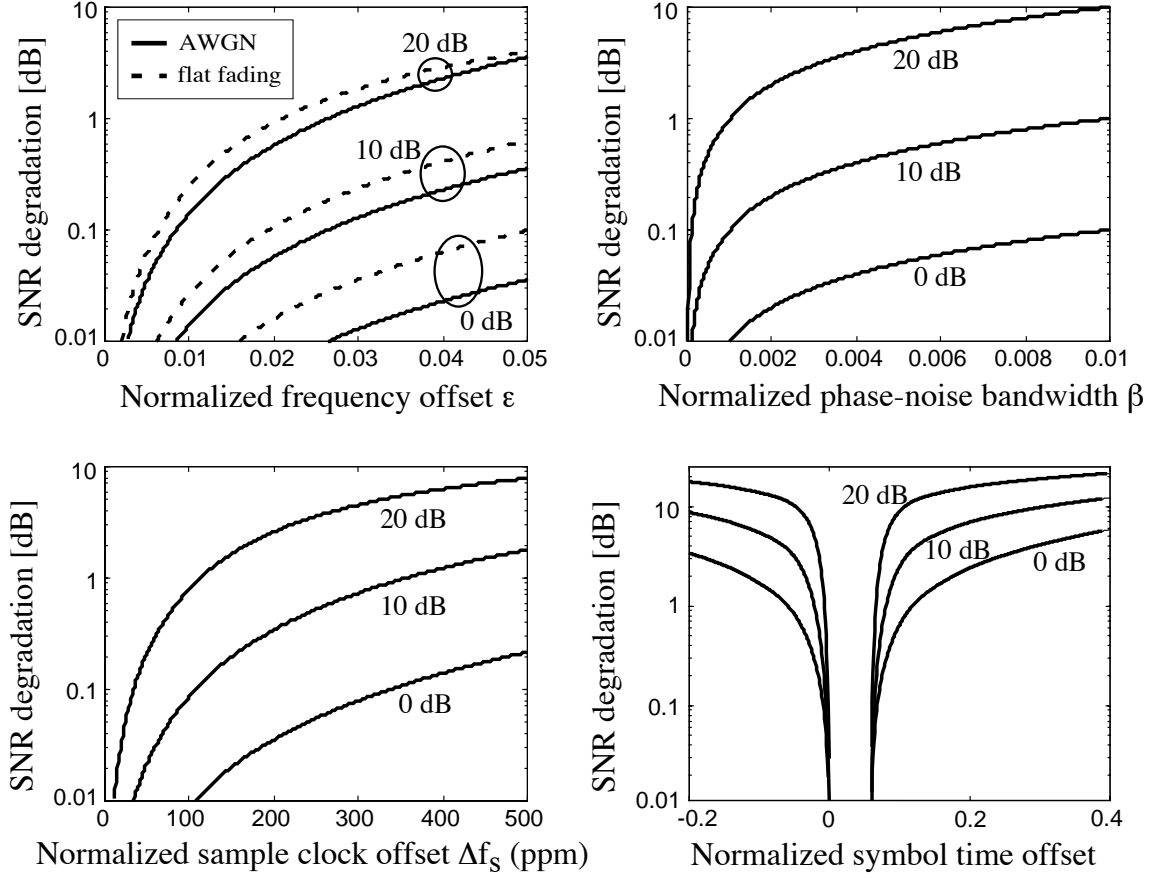 SNR degradation [dB]
10
1
0.1
0.01
AWGN
flat fading
20 dB
10 dB
0 dB
0 0.01 0.02 0.03 0.04 0.05
Normalized frequency offset ε
SNR degradation [dB]
10
1
0.1
0.01
20 dB
10 dB
0 dB
0 0.002 0.004 0.006 0.008 0.01
Normalized phase-noise bandwidth β
SNR degradation [dB]
10
1
0.1
0.01
20 dB
10 dB
0 dB
0 100 200 300 400 500
Normalized sample clock offset Δfs (ppm)
SNR degradation [dB]
10
1
0.1
0.01
20 dB
10 dB
0 dB
-0.2 0 0.2 0.4
Normalized symbol time offset